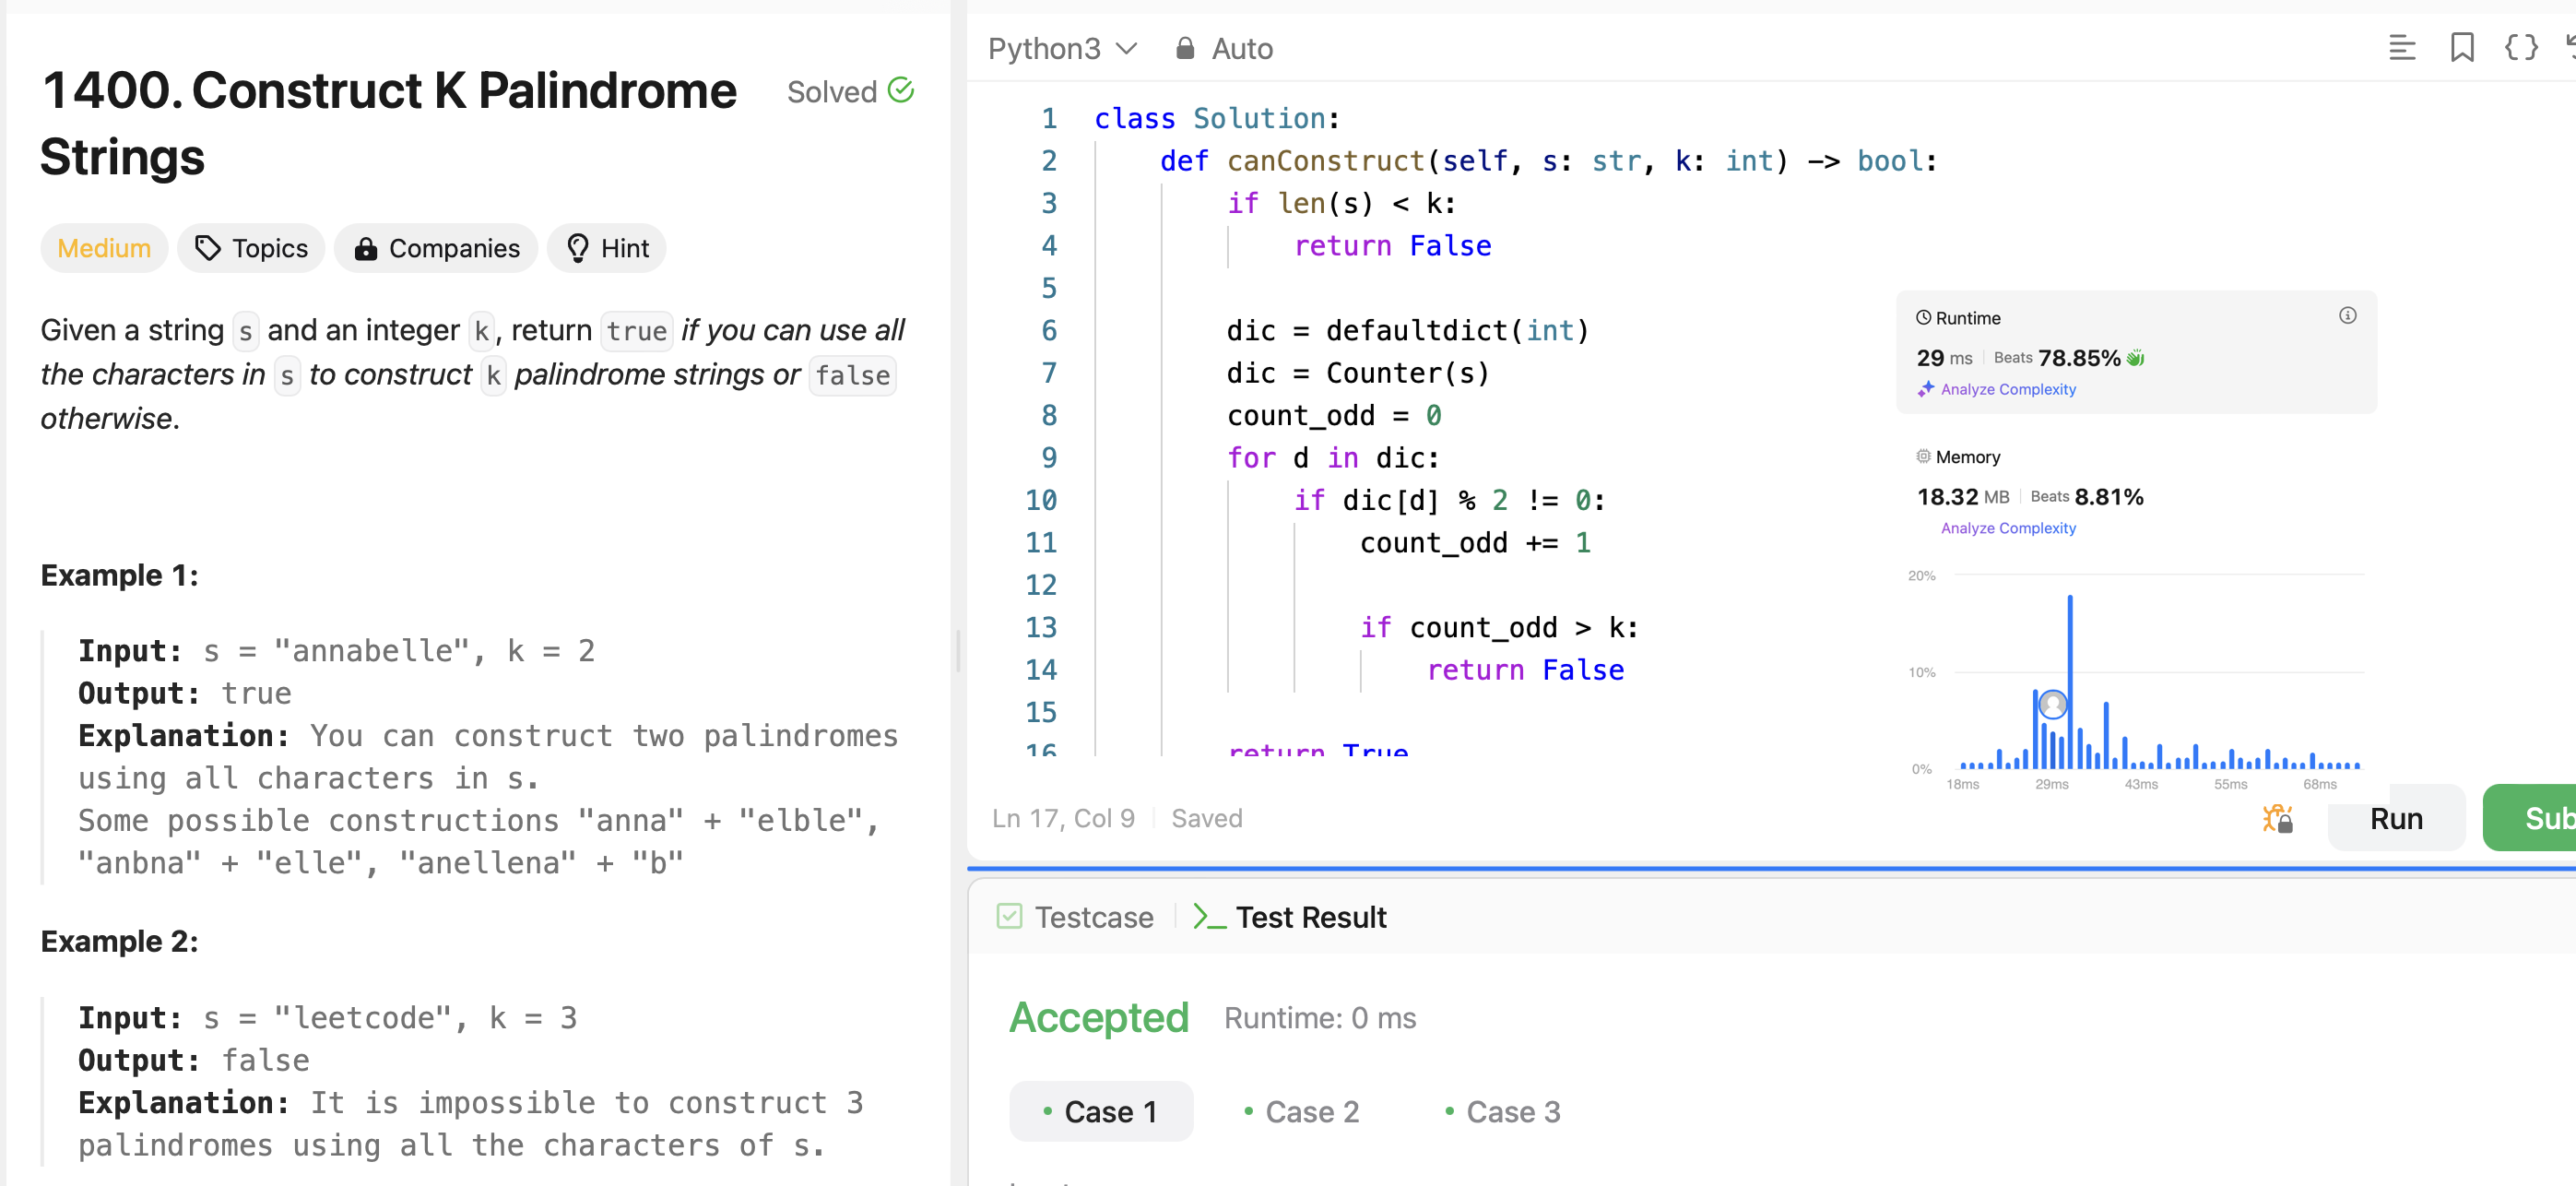 1400. Construct K Palindrome
Strings
Solved
Medium Topics Companies Hint
Given a string s and an integer k, return true if you can use all
the characters in s to construct k palindrome strings or false
otherwise.
Example 1:
Input: s = "annabelle", k = 2
Output: true
Explanation: You can construct two palindromes
using all characters in s.
Some possible constructions "anna" + "elble",
"anbna" + "elle", "anellena" + "b"
Example 2:
Input: s = "leetcode", k = 3
Output: false
Explanation: It is impossible to construct 3
palindromes using all the characters of s.
Python3 Auto
1 class Solution:
2     def canConstruct(self, s: str, k: int) -> bool:
3         if len(s) < k:
4             return False
5
6         dic = defaultdict(int)
7         dic = Counter(s)
8         count_odd = 0
9         for d in dic:
10             if dic[d] % 2 != 0:
11                 count_odd += 1
12
13                 if count_odd > k:
14                     return False
15
16         return True
Runtime
29 ms Beats 78.85%
Analyze Complexity
Memory
18.32 MB Beats 8.81%
Analyze Complexity
20%
10%
0%
18ms 29ms 43ms 55ms 68ms
Ln 17, Col 9 Saved
Run Sub
Testcase Test Result
Accepted Runtime: 0 ms
Case 1 Case 2 Case 3